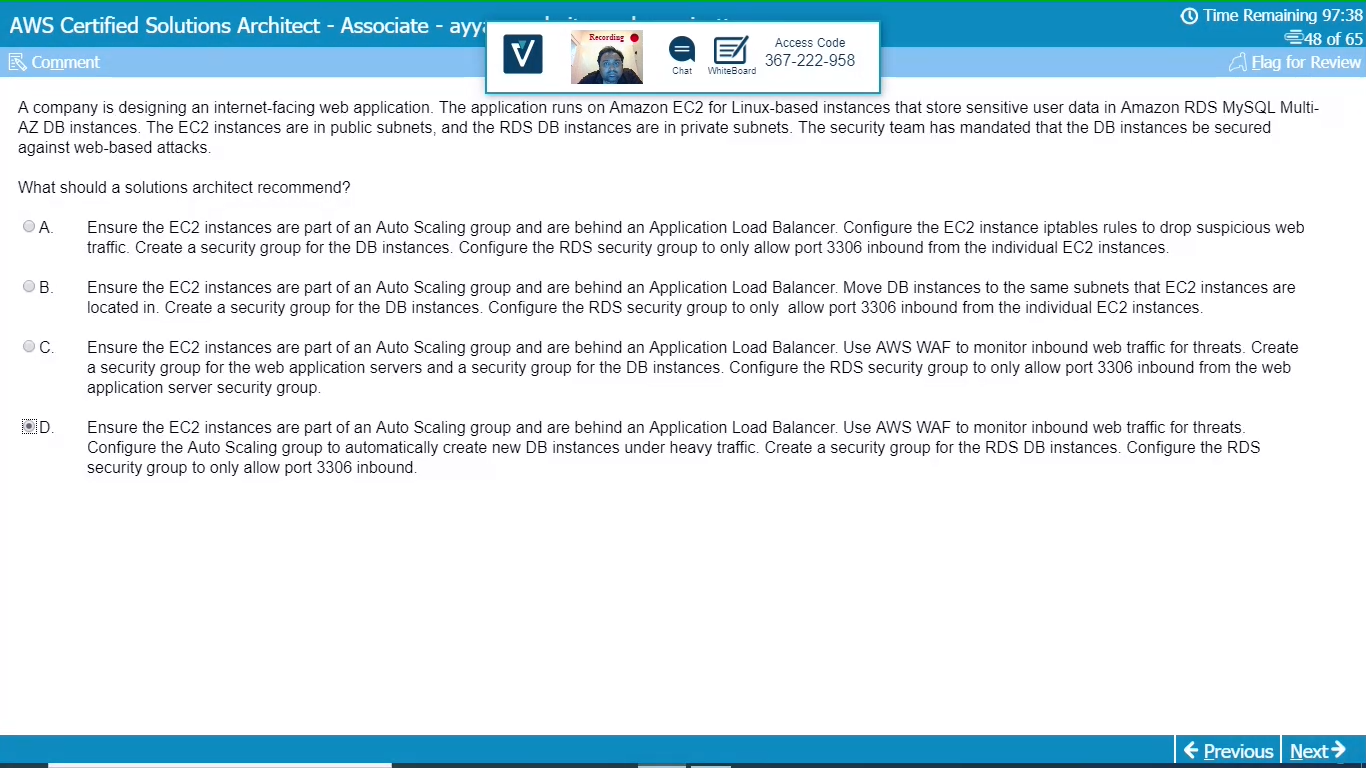 AWS Certified Solutions Architect - Associate -
Time Remaining 97:38
48 of 65
Comment
Flag for Review
Recording
V
Chat
WhiteBoard
Access Code
367-222-958
A company is designing an internet-facing web application. The application runs on Amazon EC2 for Linux-based instances that store sensitive user data in Amazon RDS MySQL Multi-
AZ DB instances. The EC2 instances are in public subnets, and the RDS DB instances are in private subnets. The security team has mandated that the DB instances be secured
against web-based attacks.
What should a solutions architect recommend?
A. Ensure the EC2 instances are part of an Auto Scaling group and are behind an Application Load Balancer. Configure the EC2 instance iptables rules to drop suspicious web
traffic. Create a security group for the DB instances. Configure the RDS security group to only allow port 3306 inbound from the individual EC2 instances.
B. Ensure the EC2 instances are part of an Auto Scaling group and are behind an Application Load Balancer. Move DB instances to the same subnets that EC2 instances are
located in. Create a security group for the DB instances. Configure the RDS security group to only allow port 3306 inbound from the individual EC2 instances.
C. Ensure the EC2 instances are part of an Auto Scaling group and are behind an Application Load Balancer. Use AWS WAF to monitor inbound web traffic for threats. Create
a security group for the web application servers and a security group for the DB instances. Configure the RDS security group to only allow port 3306 inbound from the web
application server security group.
D. Ensure the EC2 instances are part of an Auto Scaling group and are behind an Application Load Balancer. Use AWS WAF to monitor inbound web traffic for threats.
Configure the Auto Scaling group to automatically create new DB instances under heavy traffic. Create a security group for the RDS DB instances. Configure the RDS
security group to only allow port 3306 inbound.
Previous
Next